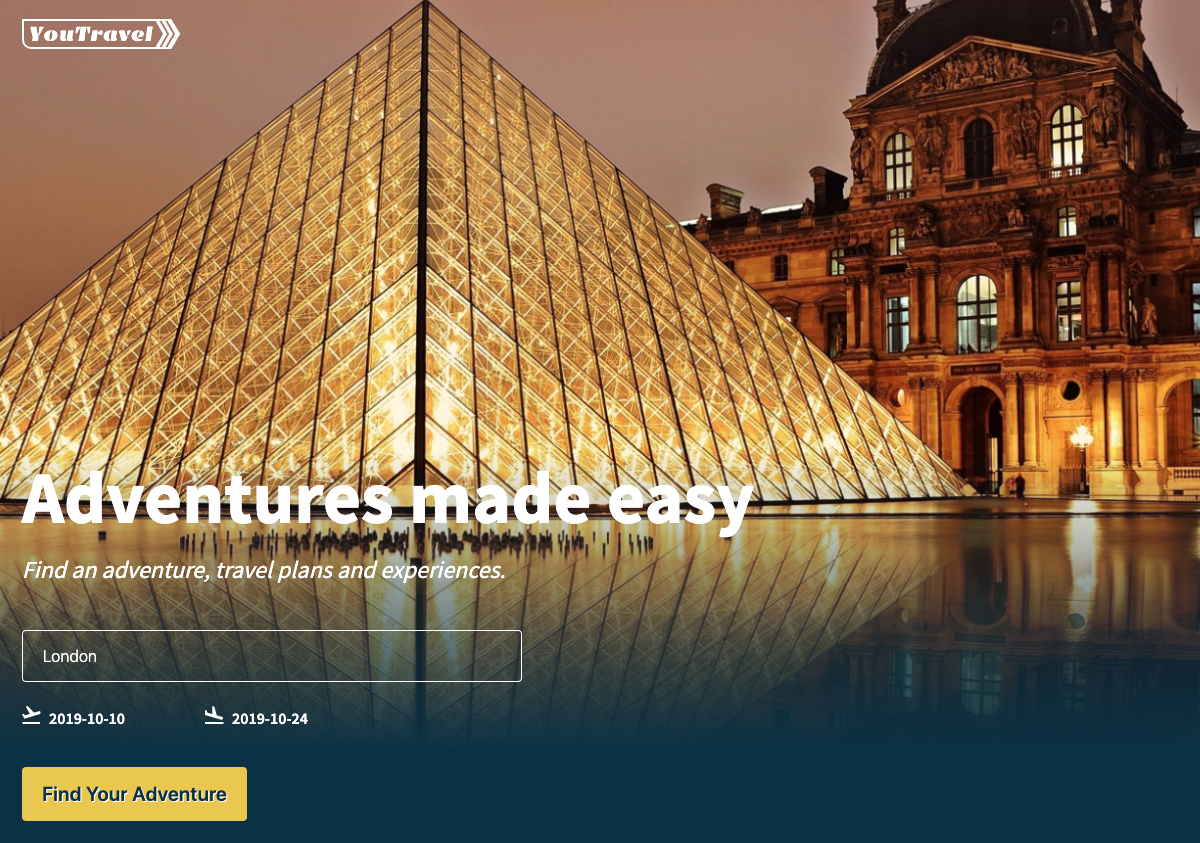 YouTravel
Adventures made easy
Find an adventure, travel plans and experiences.
London
2019-10-10 2019-10-24
Find Your Adventure